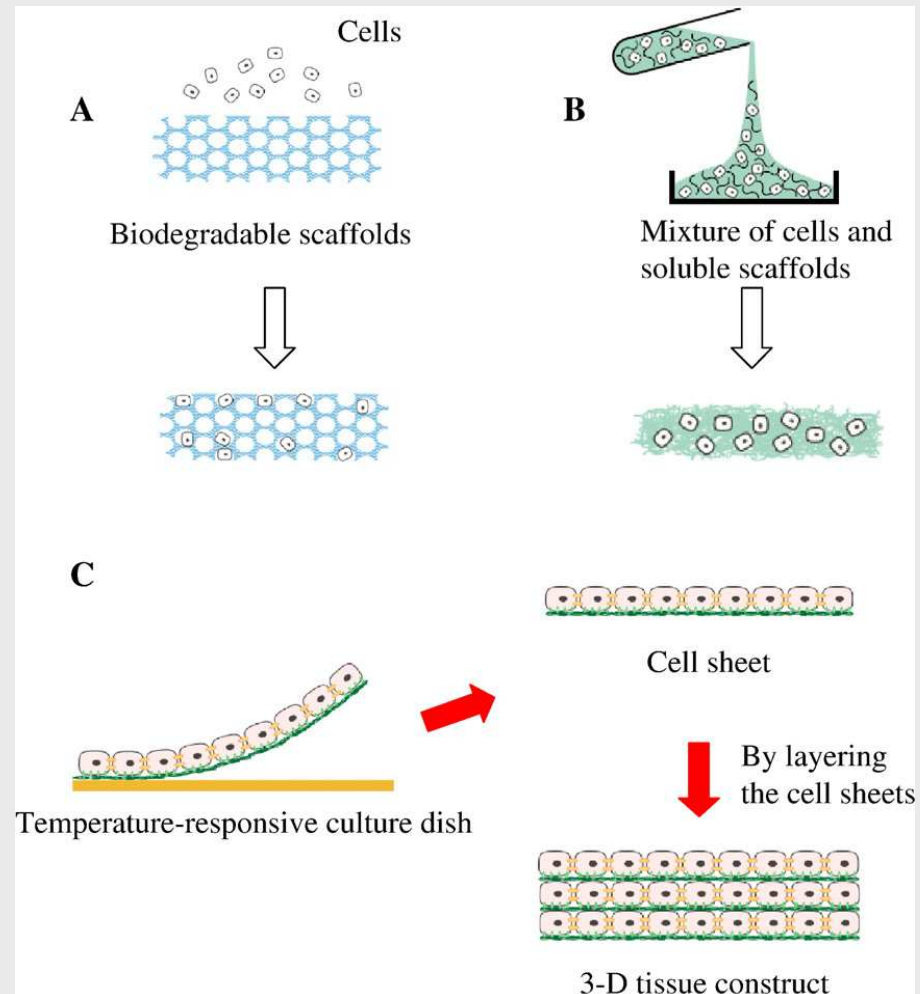 Cells
A
B
Biodegradable scaffolds
Mixture of cells and
soluble scaffolds
C
Cell sheet
By layering
the cell sheets
Temperature-responsive culture dish
3-D tissue construct